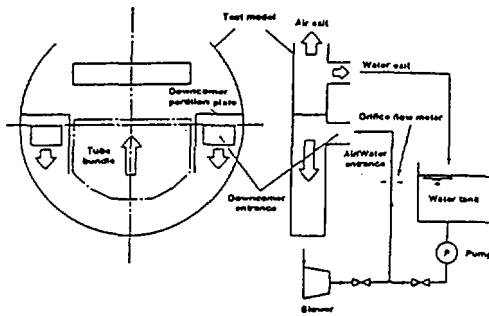 Test model
Air exit
Water exit
Downcomer
partition plate
Orifice flow meter
Tube
bundle
Air/Water
entrance
Downcomer
entrance
Water tank
P
Pump
Blower